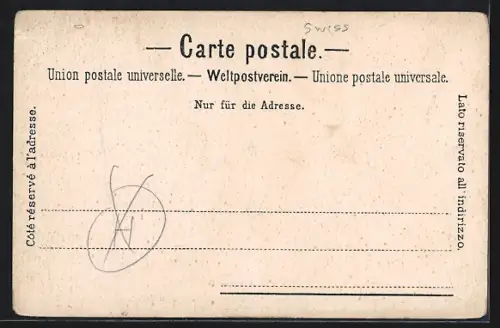 Swiss
— Carte postale. —
Union postale universelle. — Weltpostverein. — Unione postale universale.
Nur für die Adresse.
Côté réservé à l'adresse.
Lato riservato all' indirizzo.
H